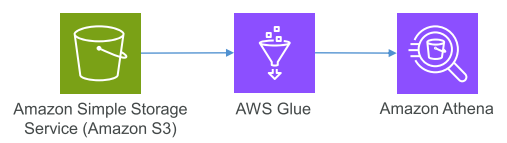 Amazon Simple Storage
Service (Amazon S3)
AWS Glue
Amazon Athena